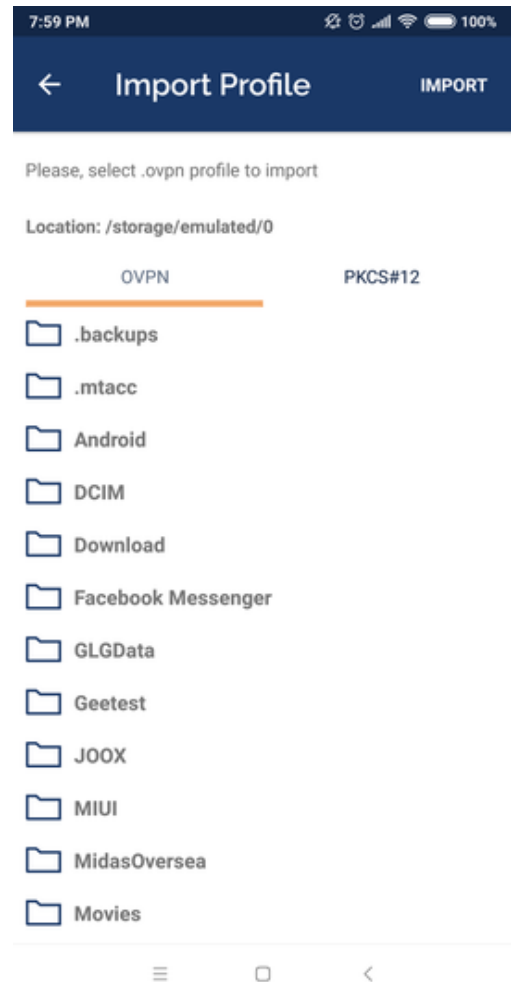 7:59 PM 100%
Import Profile IMPORT
Please, select .ovpn profile to import
Location: /storage/emulated/0
OVPN PKCS#12
.backups
.mtacc
Android
DCIM
Download
Facebook Messenger
GLGData
Geetest
JOOX
MIUI
MidasOversea
Movies